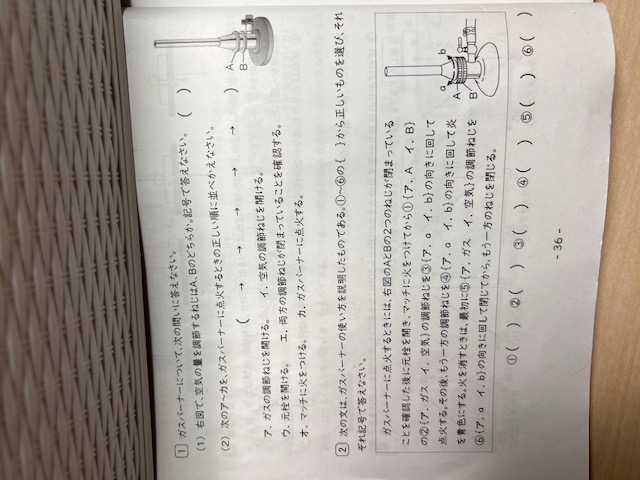 1 ガスバーナーについて、次の問いに答えなさい。
(1) 右図で、空気の量を調節するねじはA、Bのどちらか。記号で答えなさい。 ( )
(2) 次のア〜カを、ガスバーナーに点火するときの正しい順に並べかえなさい。
( → → → → → )
ア. ガスの調節ねじを開ける。 イ. 空気の調節ねじを開ける。
ウ. 元栓を開ける。 エ. 両方の調節ねじが閉まっていることを確認する。
オ. マッチに火をつける。 カ. ガスバーナーに点火する。
A
B
2 次の文は、ガスバーナーの使い方を説明したものである。①〜⑥の{ }から正しいものを選び、それ
ぞれ記号で答えなさい。
ガスバーナーに点火するときには、右図のAとBの2つのねじが閉まっている
ことを確認した後に元栓を開き、マッチに火をつけてから①{ア. A イ. B}
の②{ア. ガス イ. 空気}の調節ねじを③{ア. a イ. b}の向きに回して
点火する。その後、もう一方の調節ねじを④{ア. a イ. b}の向きに回して炎
を青色にする。火を消すときは、最初に⑤{ア. ガス イ. 空気}の調節ねじを
⑥{ア. a イ. b}の向きに回して閉じてから、もう一方のねじを閉じる。
a b
A
B
①( ) ②( ) ③( ) ④( ) ⑤( ) ⑥( )
- 36 -